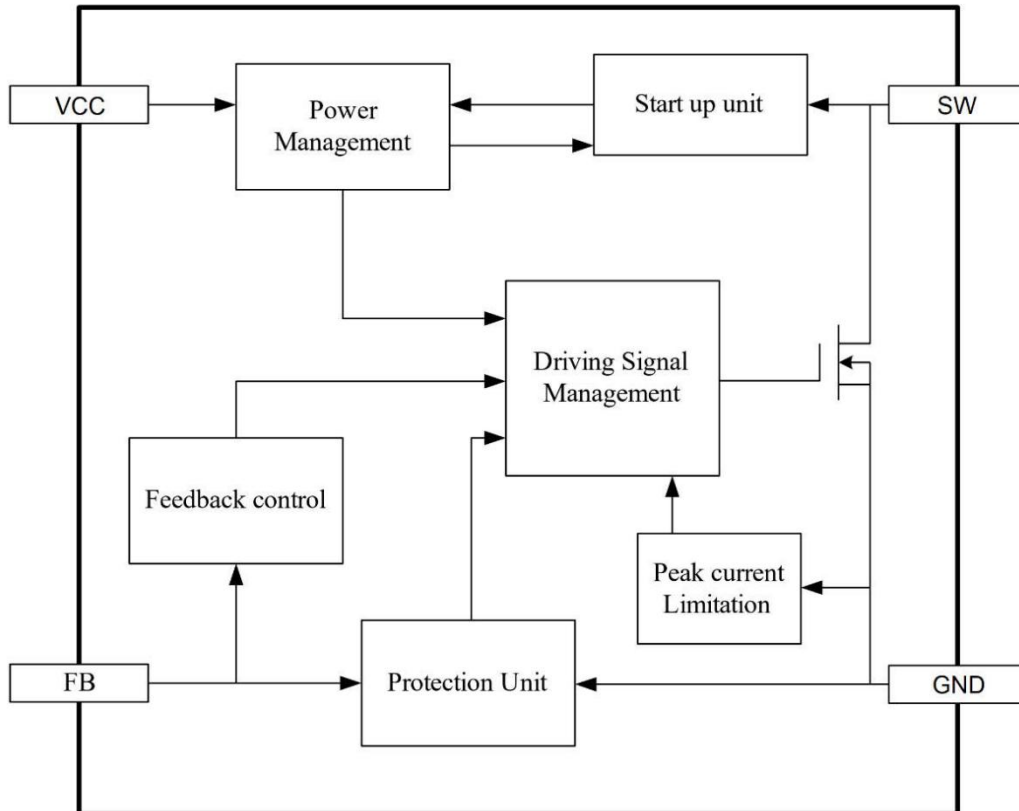 VCC
Power
Management
Start up unit
SW
Driving Signal
Management
Feedback control
Peak current
Limitation
FB
Protection Unit
GND